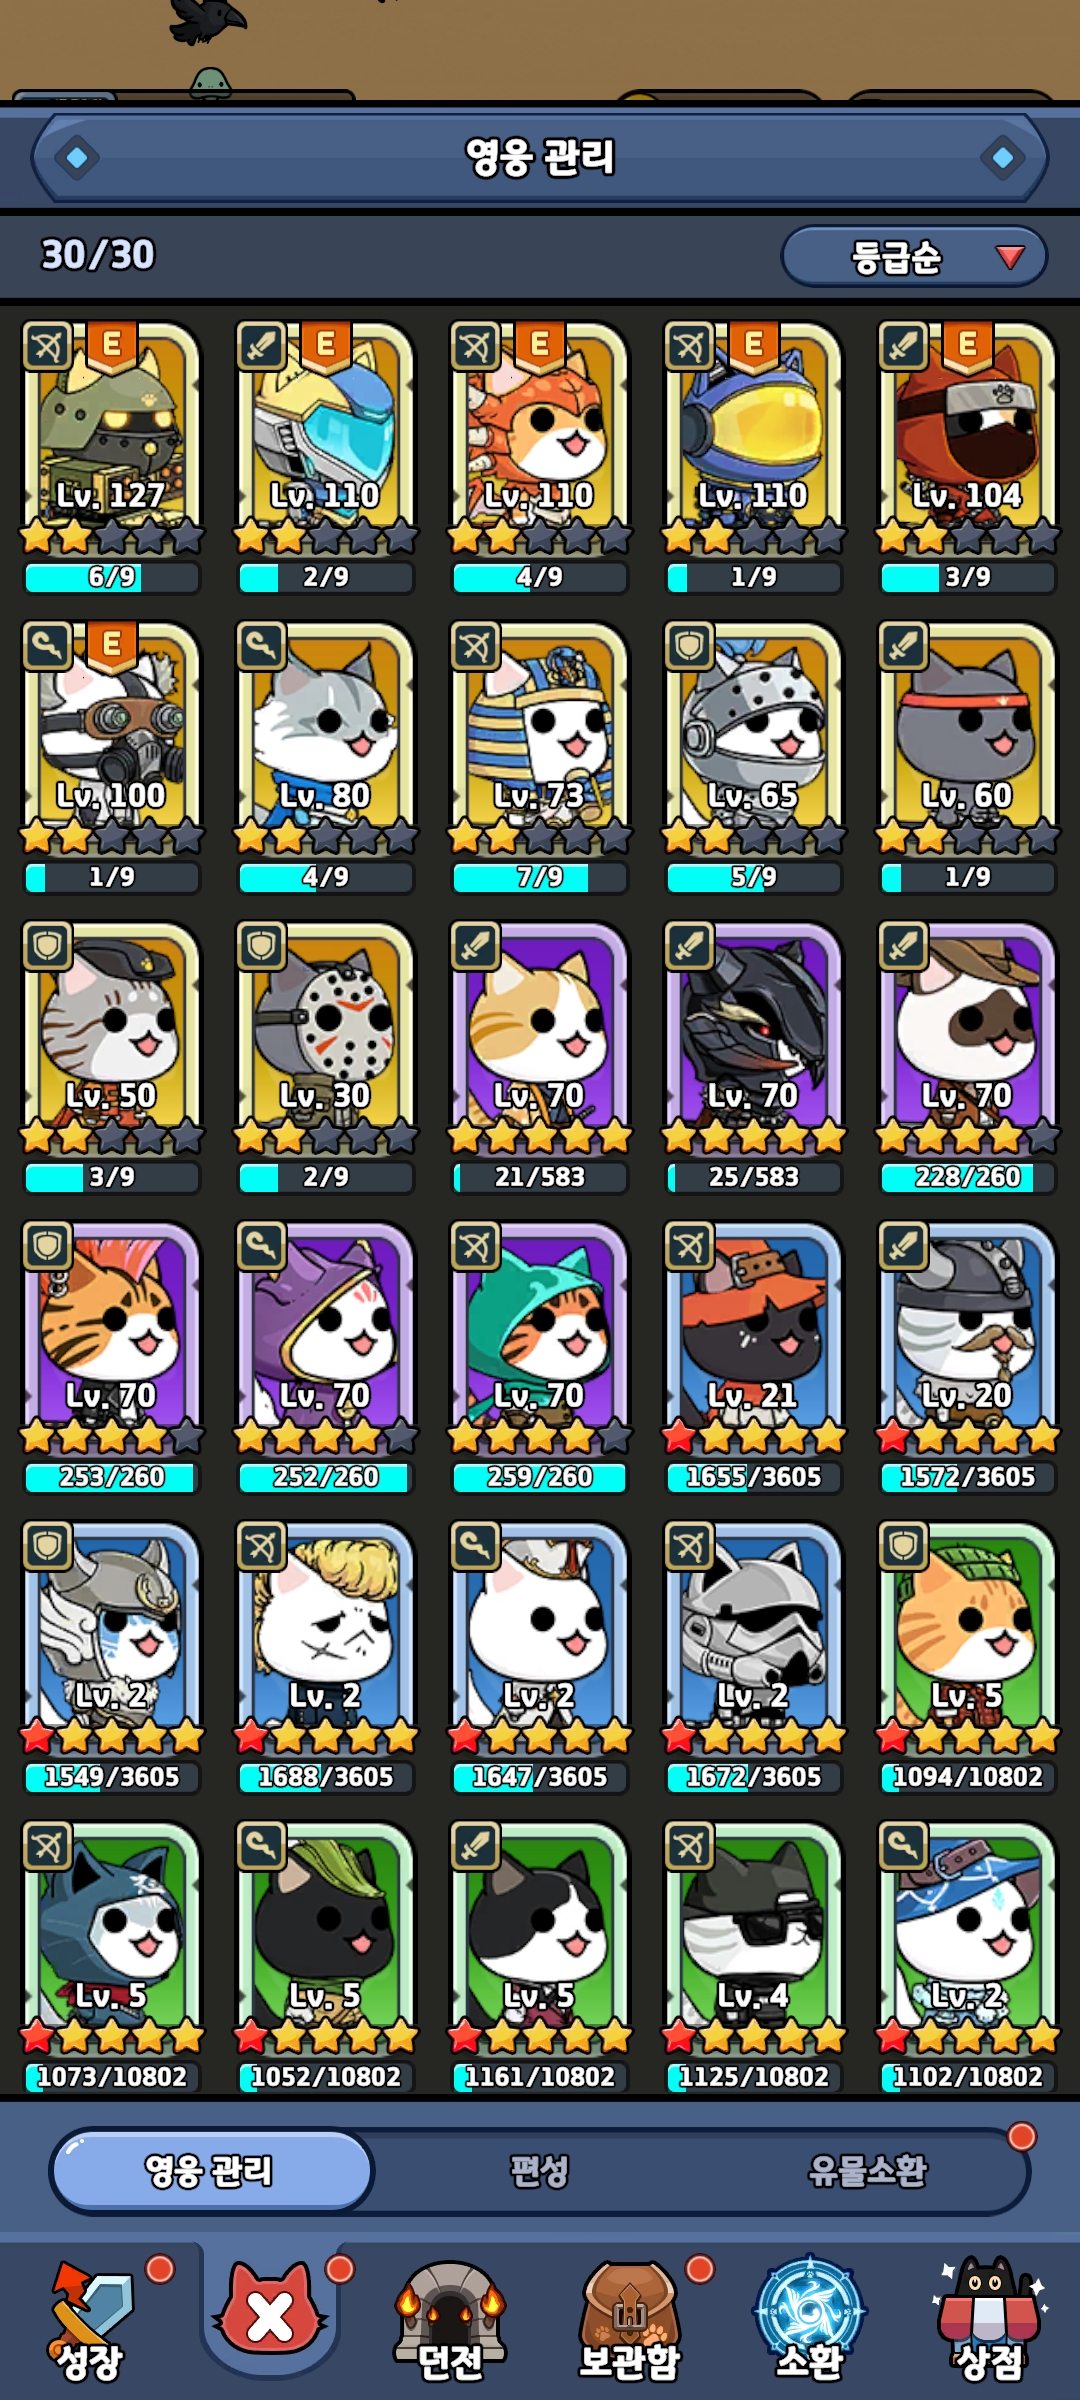 영웅 관리
30/30
등급순
E E E E E
Lv. 127 Lv. 110 Lv. 110 Lv. 110 Lv. 104
6/9 2/9 4/9 1/9 3/9
E
Lv. 100 Lv. 80 Lv. 73 Lv. 65 Lv. 60
1/9 4/9 7/9 5/9 1/9
Lv. 50 Lv. 30 Lv. 70 Lv. 70 Lv. 70
3/9 2/9 21/583 25/583 228/260
Lv. 70 Lv. 70 Lv. 70 Lv. 21 Lv. 20
253/260 252/260 259/260 1655/3605 1572/3605
Lv. 2 Lv. 2 Lv. 2 Lv. 2 Lv. 5
1549/3605 1688/3605 1647/3605 1672/3605 1094/10802
Lv. 5 Lv. 5 Lv. 5 Lv. 4 Lv. 2
1073/10802 1052/10802 1161/10802 1125/10802 1102/10802
영웅 관리 편성 유물소환
성장 던전 보관함 소환 상점